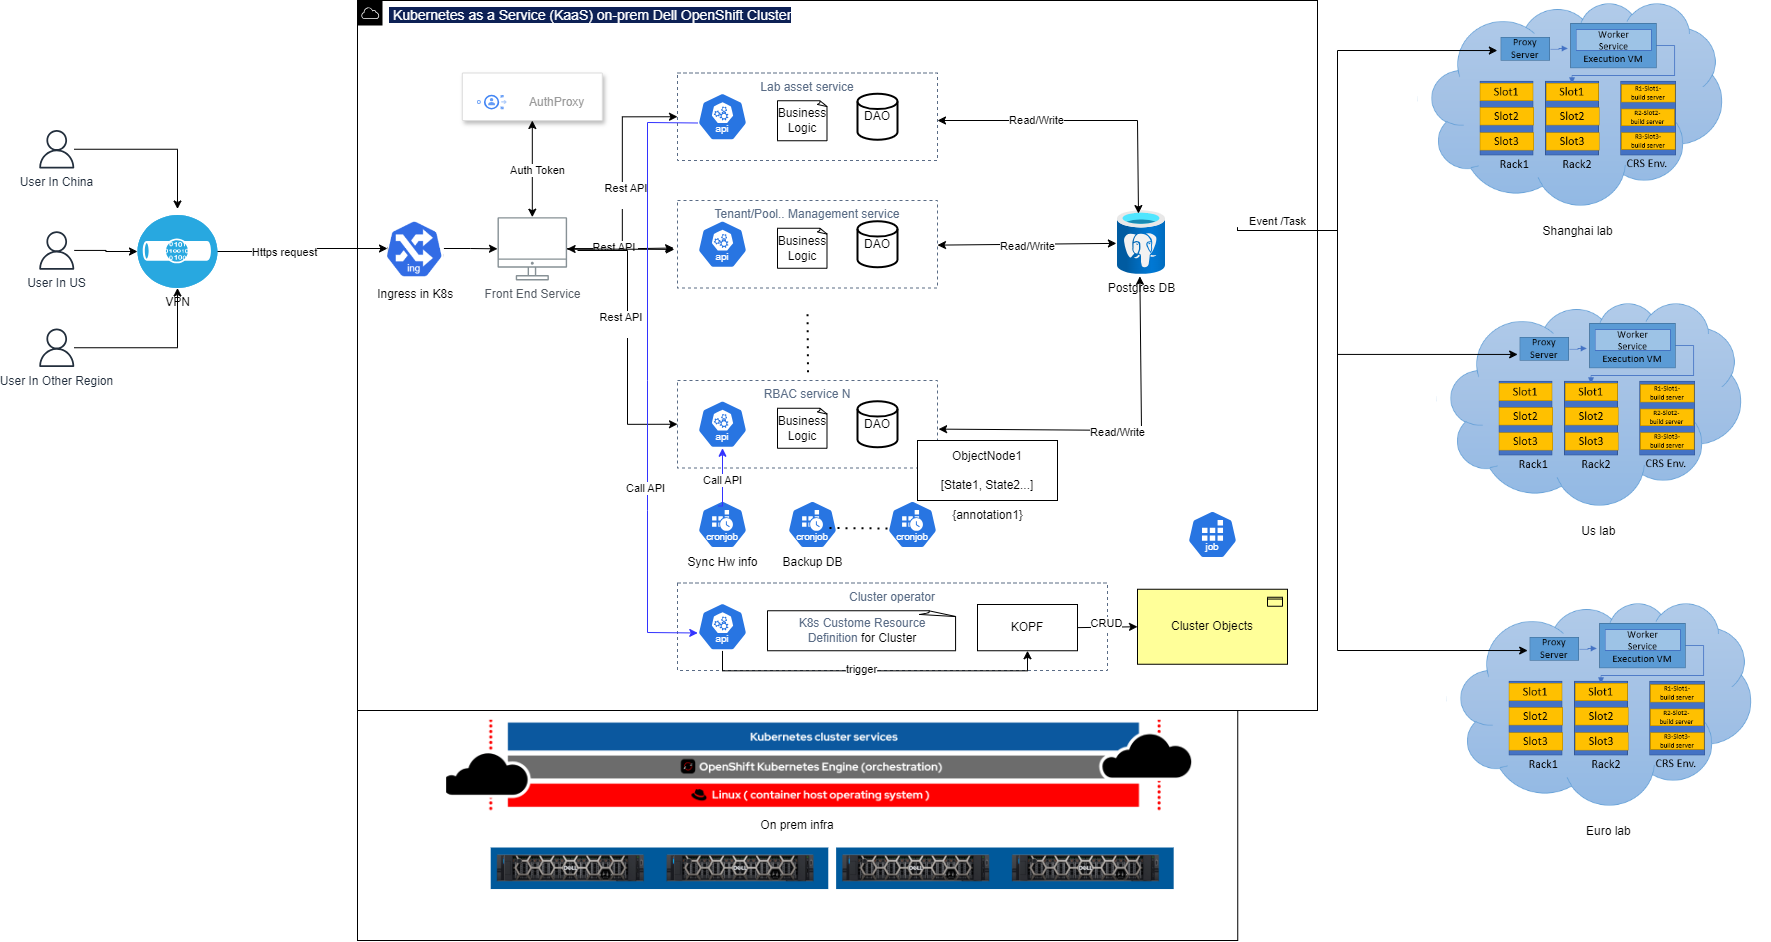 Kubernetes as a Service (KaaS) on-prem Dell OpenShift Cluster
User In China
User In US
User In Other Region
VPN
Https request
ing
Ingress in K8s
AuthProxy
Auth Token
Front End Service
Rest API
Rest API
Rest API
Call API
Lab asset service
api
Business
Logic
DAO
Read/Write
Tenant/Pool.. Management service
api
Business
Logic
DAO
Read/Write
Postgres DB
RBAC service N
api
Business
Logic
DAO
Read/Write
ObjectNode1
[State1, State2...]
{annotation1}
Call API
cronjob
Sync Hw info
cronjob
Backup DB
cronjob
job
Cluster operator
api
K8s Custome Resource
Definition for Cluster
KOPF
CRUD
trigger
Cluster Objects
Kubernetes cluster services
OpenShift Kubernetes Engine (orchestration)
Linux ( container host operating system )
On prem infra
Event /Task
Proxy
Server
Worker
Service
Execution VM
Slot1
Slot2
Slot3
Rack1
Slot1
Slot2
Slot3
Rack2
R1-Slot1-
build server
R2-Slot2-
build server
R3-Slot3-
build server
CRS Env.
Shanghai lab
Proxy
Server
Worker
Service
Execution VM
Slot1
Slot2
Slot3
Rack1
Slot1
Slot2
Slot3
Rack2
R1-Slot1-
build server
R2-Slot2-
build server
R3-Slot3-
build server
CRS Env.
Us lab
Proxy
Server
Worker
Service
Execution VM
Slot1
Slot2
Slot3
Rack1
Slot1
Slot2
Slot3
Rack2
R1-Slot1-
build server
R2-Slot2-
build server
R3-Slot3-
build server
CRS Env.
Euro lab